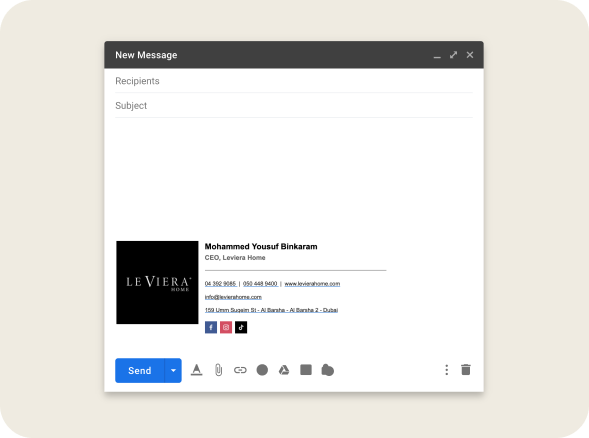 New Message
Recipients
Subject
LE VIERA
HOME
Mohammed Yousuf Binkaram
CEO, Leviera Home
04 392 9085 | 050 448 9400 | www.levierahome.com
info@levierahome.com
159 Umm Suqeim St - Al Barsha - Al Barsha 2 - Dubai
Send